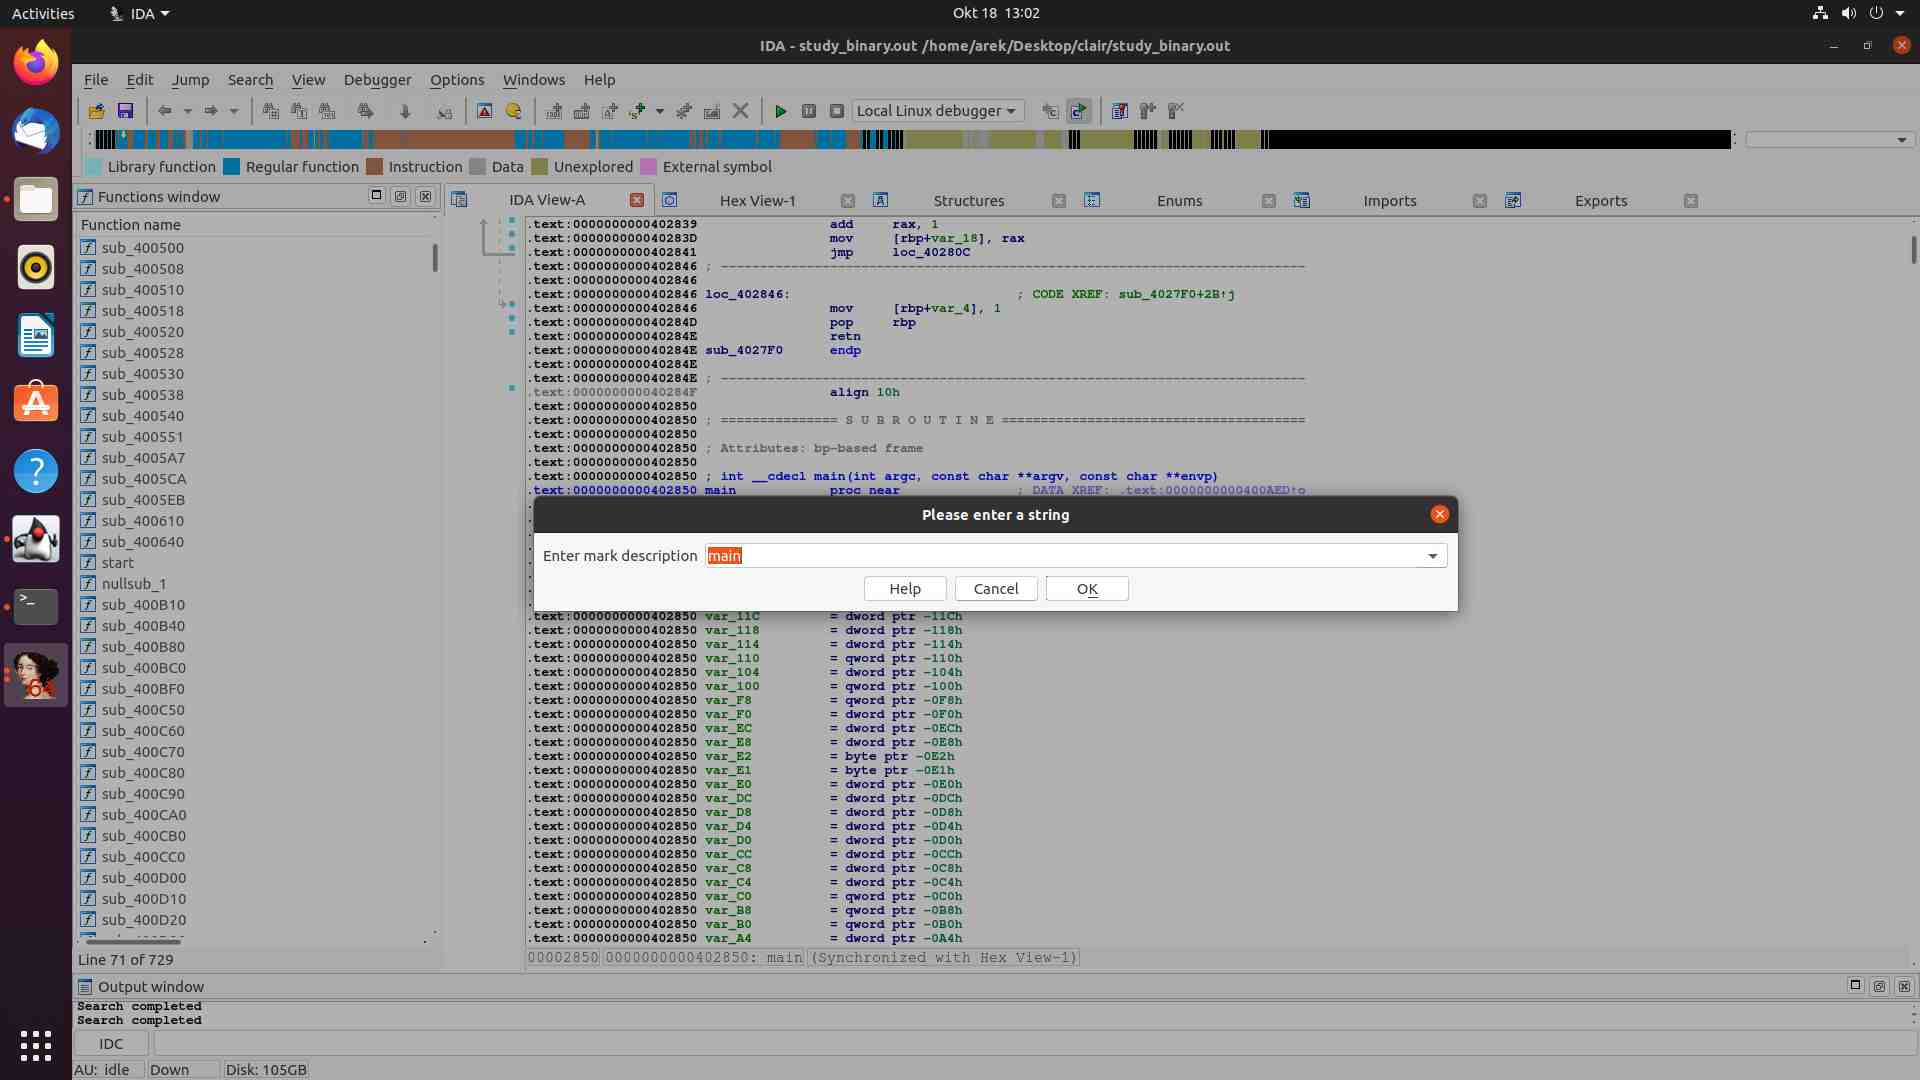 Activities IDA Okt 18 13:02
IDA - study_binary.out /home/arek/Desktop/clair/study_binary.out
File Edit Jump Search View Debugger Options Windows Help
Local Linux debugger
Library function Regular function Instruction Data Unexplored External symbol
Functions window
IDA View-A Hex View-1 Structures Enums Imports Exports
Function name
sub_400500
sub_400508
sub_400510
sub_400518
sub_400520
sub_400528
sub_400530
sub_400538
sub_400540
sub_400551
sub_4005A7
sub_4005CA
sub_4005EB
sub_400610
sub_400640
start
nullsub_1
sub_400B10
sub_400B40
sub_400B80
sub_400BC0
sub_400BF0
sub_400C50
sub_400C60
sub_400C70
sub_400C80
sub_400C90
sub_400CA0
sub_400CB0
sub_400CC0
sub_400D00
sub_400D10
sub_400D20
Line 71 of 729
.text:0000000000402839 add rax, 1
.text:000000000040283D mov [rbp+var_18], rax
.text:0000000000402841 jmp loc_40280C
.text:0000000000402846 ; ---------------------------------------------------------------------------
.text:0000000000402846
.text:0000000000402846 loc_402846: ; CODE XREF: sub_4027F0+2B↑j
.text:0000000000402846 mov [rbp+var_4], 1
.text:000000000040284D pop rbp
.text:000000000040284E retn
.text:000000000040284E sub_4027F0 endp
.text:000000000040284E
.text:000000000040284E ; ---------------------------------------------------------------------------
.text:000000000040284F align 10h
.text:0000000000402850
.text:0000000000402850 ; =============== S U B R O U T I N E =======================================
.text:0000000000402850
.text:0000000000402850 ; Attributes: bp-based frame
.text:0000000000402850
.text:0000000000402850 ; int __cdecl main(int argc, const char **argv, const char **envp)
.text:0000000000402850 main proc near ; DATA XREF: .text:0000000000400AED↑o
Please enter a string
Enter mark description main
Help Cancel OK
.text:0000000000402850 var_11C = dword ptr -11Ch
.text:0000000000402850 var_118 = dword ptr -118h
.text:0000000000402850 var_114 = dword ptr -114h
.text:0000000000402850 var_110 = qword ptr -110h
.text:0000000000402850 var_104 = dword ptr -104h
.text:0000000000402850 var_100 = qword ptr -100h
.text:0000000000402850 var_F8 = qword ptr -0F8h
.text:0000000000402850 var_F0 = dword ptr -0F0h
.text:0000000000402850 var_EC = dword ptr -0ECh
.text:0000000000402850 var_E8 = dword ptr -0E8h
.text:0000000000402850 var_E2 = byte ptr -0E2h
.text:0000000000402850 var_E1 = byte ptr -0E1h
.text:0000000000402850 var_E0 = dword ptr -0E0h
.text:0000000000402850 var_DC = dword ptr -0DCh
.text:0000000000402850 var_D8 = dword ptr -0D8h
.text:0000000000402850 var_D4 = dword ptr -0D4h
.text:0000000000402850 var_D0 = dword ptr -0D0h
.text:0000000000402850 var_CC = dword ptr -0CCh
.text:0000000000402850 var_C8 = dword ptr -0C8h
.text:0000000000402850 var_C4 = dword ptr -0C4h
.text:0000000000402850 var_C0 = qword ptr -0C0h
.text:0000000000402850 var_B8 = qword ptr -0B8h
.text:0000000000402850 var_B0 = qword ptr -0B0h
.text:0000000000402850 var_A4 = dword ptr -0A4h
00002850 0000000000402850: main (Synchronized with Hex View-1)
Output window
Search completed
Search completed
IDC
AU: idle Down Disk: 105GB
64